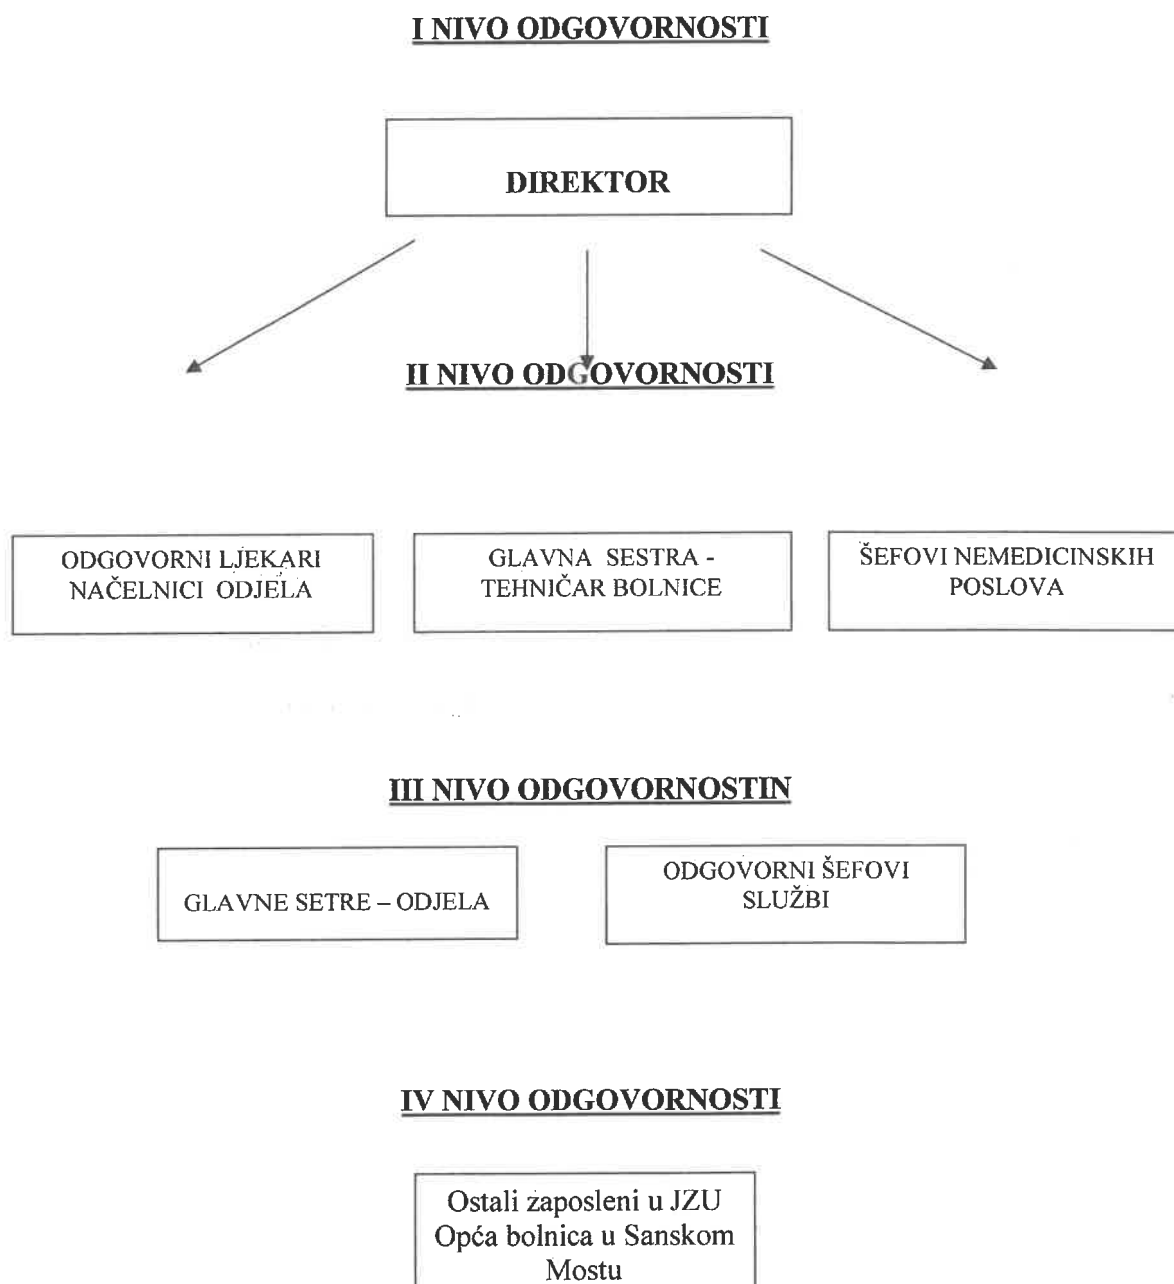 I NIVO ODGOVORNOSTI
DIREKTOR
II NIVO ODGOVORNOSTI
ODGOVORNI LJEKARI
NAČELNICI ODJELA
GLAVNA SESTRA -
TEHNIČAR BOLNICE
ŠEFOVI NEMEDICINSKIH
POSLOVA
III NIVO ODGOVORNOSTIN
GLAVNE SETRE – ODJELA
ODGOVORNI ŠEFOVI
SLUŽBI
IV NIVO ODGOVORNOSTI
Ostali zaposleni u JZU
Opća bolnica u Sanskom
Mostu